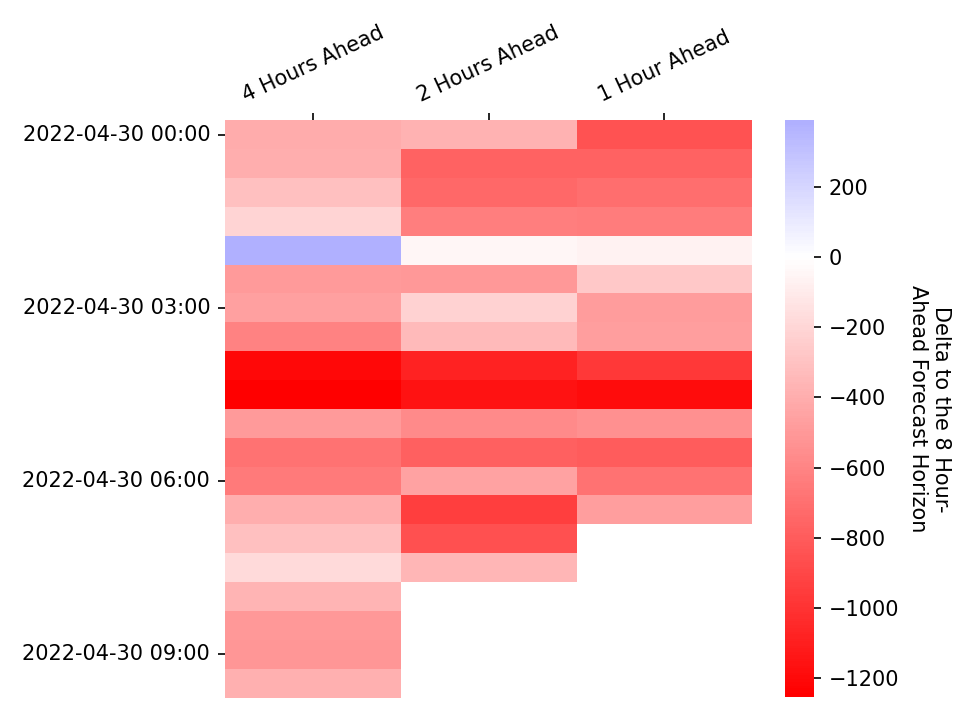 4 Hours Ahead
2 Hours Ahead
1 Hour Ahead
2022-04-30 00:00
2022-04-30 03:00
2022-04-30 06:00
2022-04-30 09:00
200
0
−200
−400
−600
−800
−1000
−1200
Delta to the 8 Hour-
Ahead Forecast Horizon